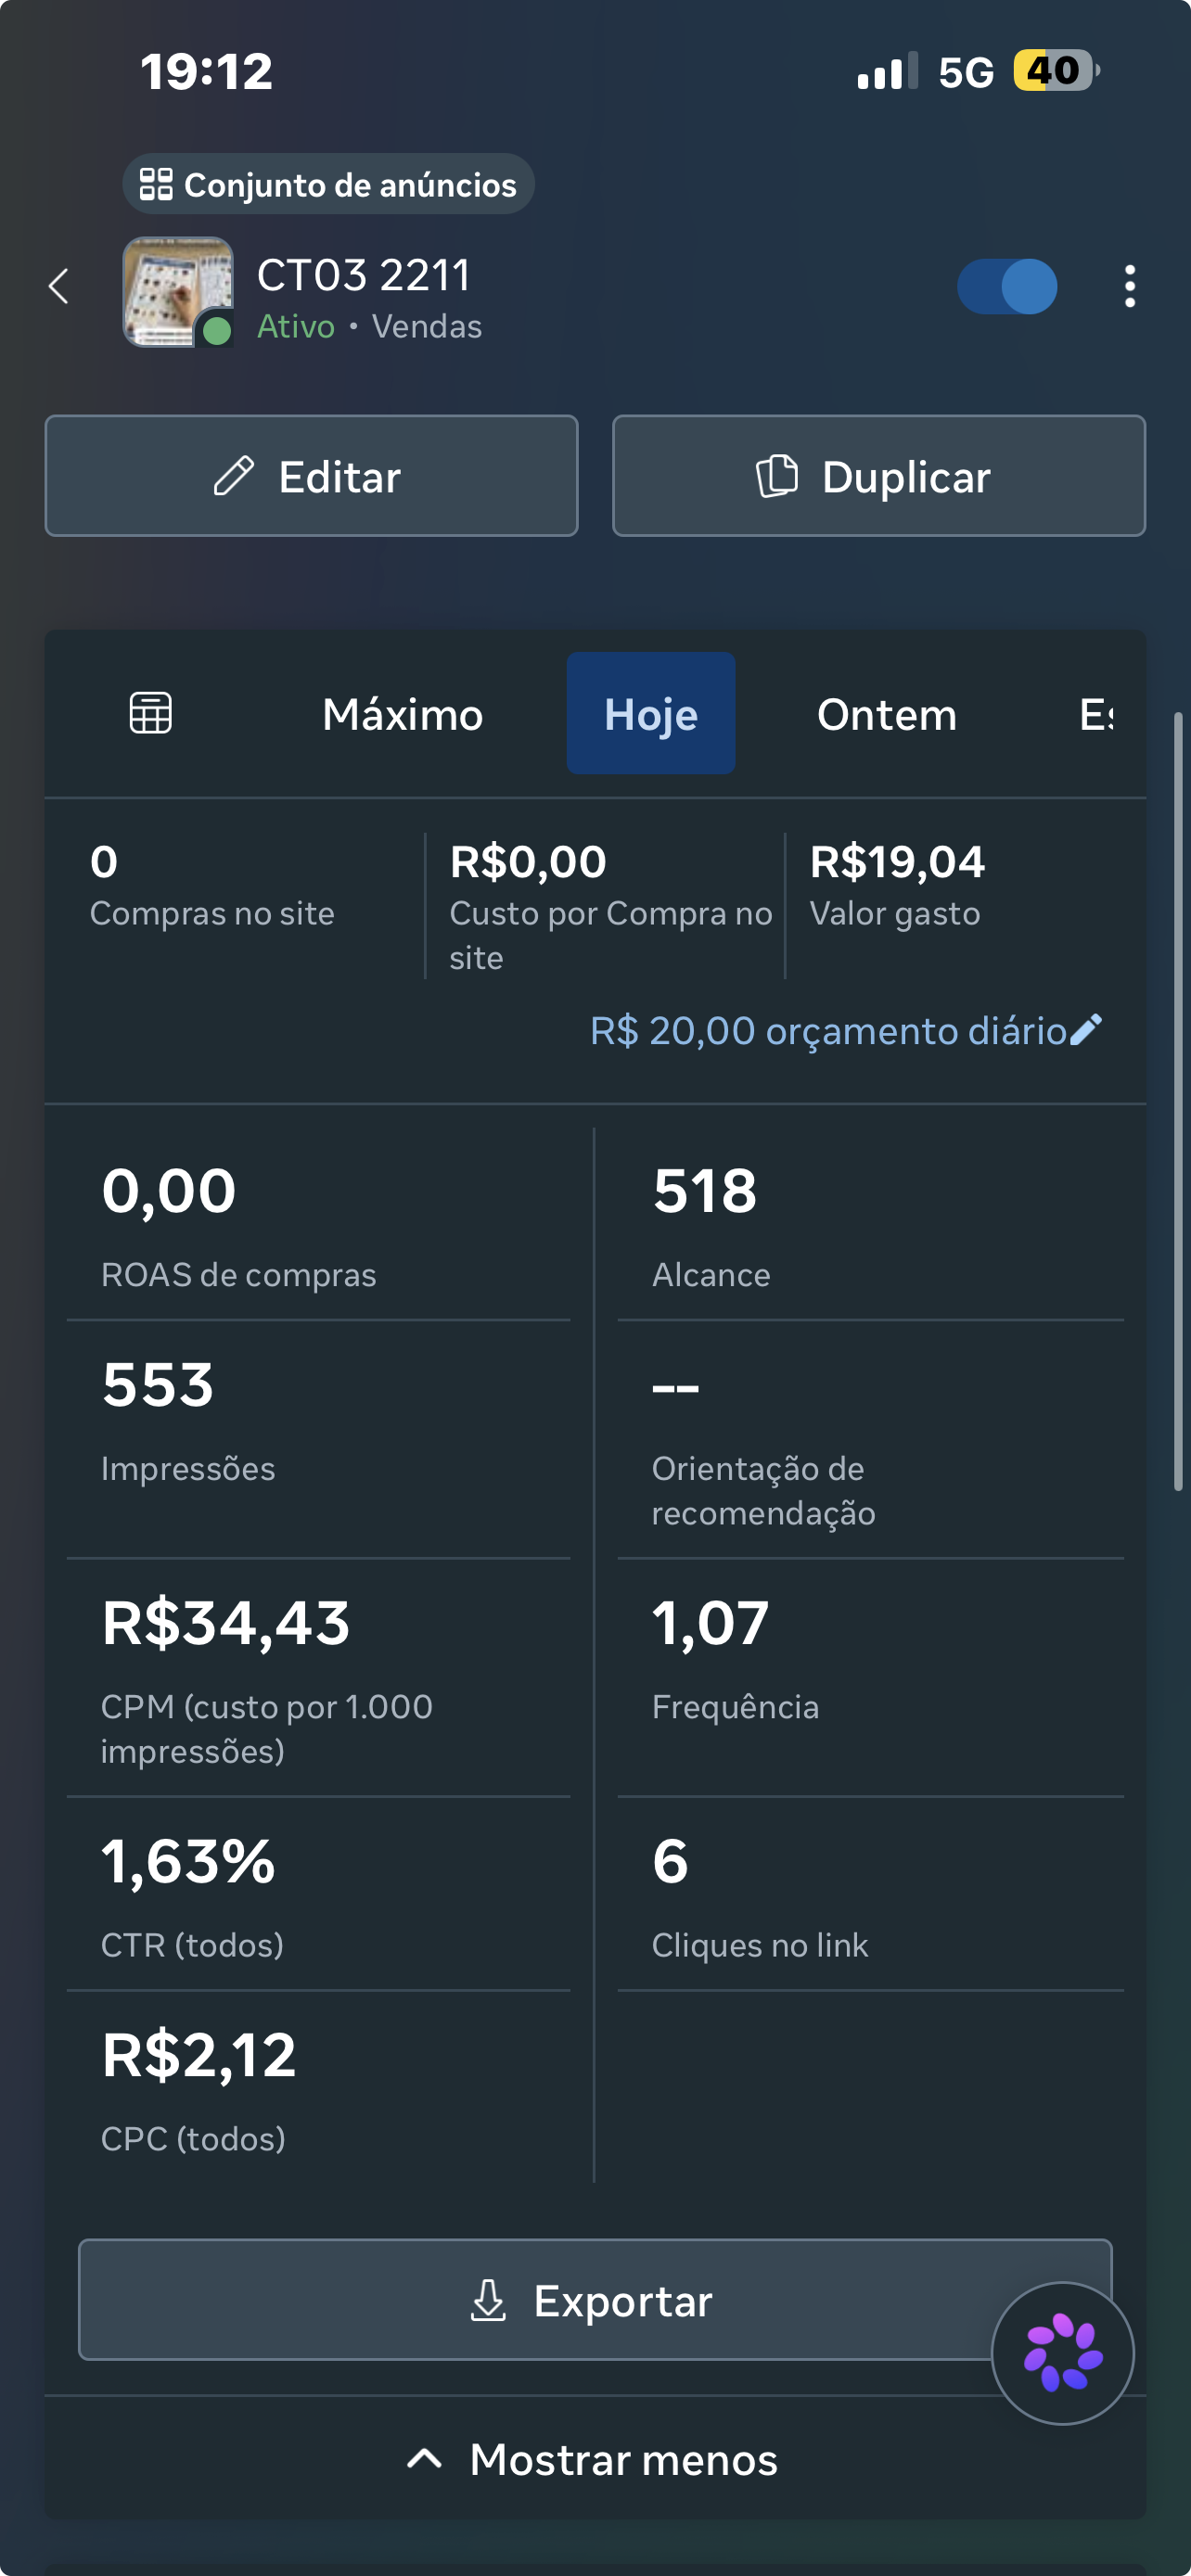 19:12
5G
40
Conjunto de anúncios
CT03 2211
Ativo • Vendas
Editar
Duplicar
Máximo
Hoje
Ontem
Es
0
Compras no site
R$0,00
Custo por Compra no
site
R$19,04
Valor gasto
R$ 20,00 orçamento diário
0,00
ROAS de compras
518
Alcance
553
Impressões
--
Orientação de
recomendação
R$34,43
CPM (custo por 1.000
impressões)
1,07
Frequência
1,63%
CTR (todos)
6
Cliques no link
R$2,12
CPC (todos)
Exportar
Mostrar menos